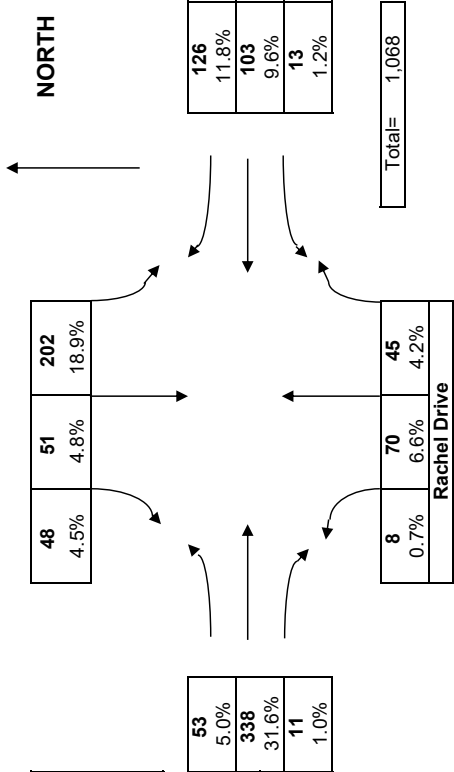 NORTH
48 51 202
4.5% 4.8% 18.9%
126
11.8%
103
9.6%
13
1.2%
53
5.0%
338
31.6%
11
1.0%
8 70 45
0.7% 6.6% 4.2%
Rachel Drive
Total= 1,068